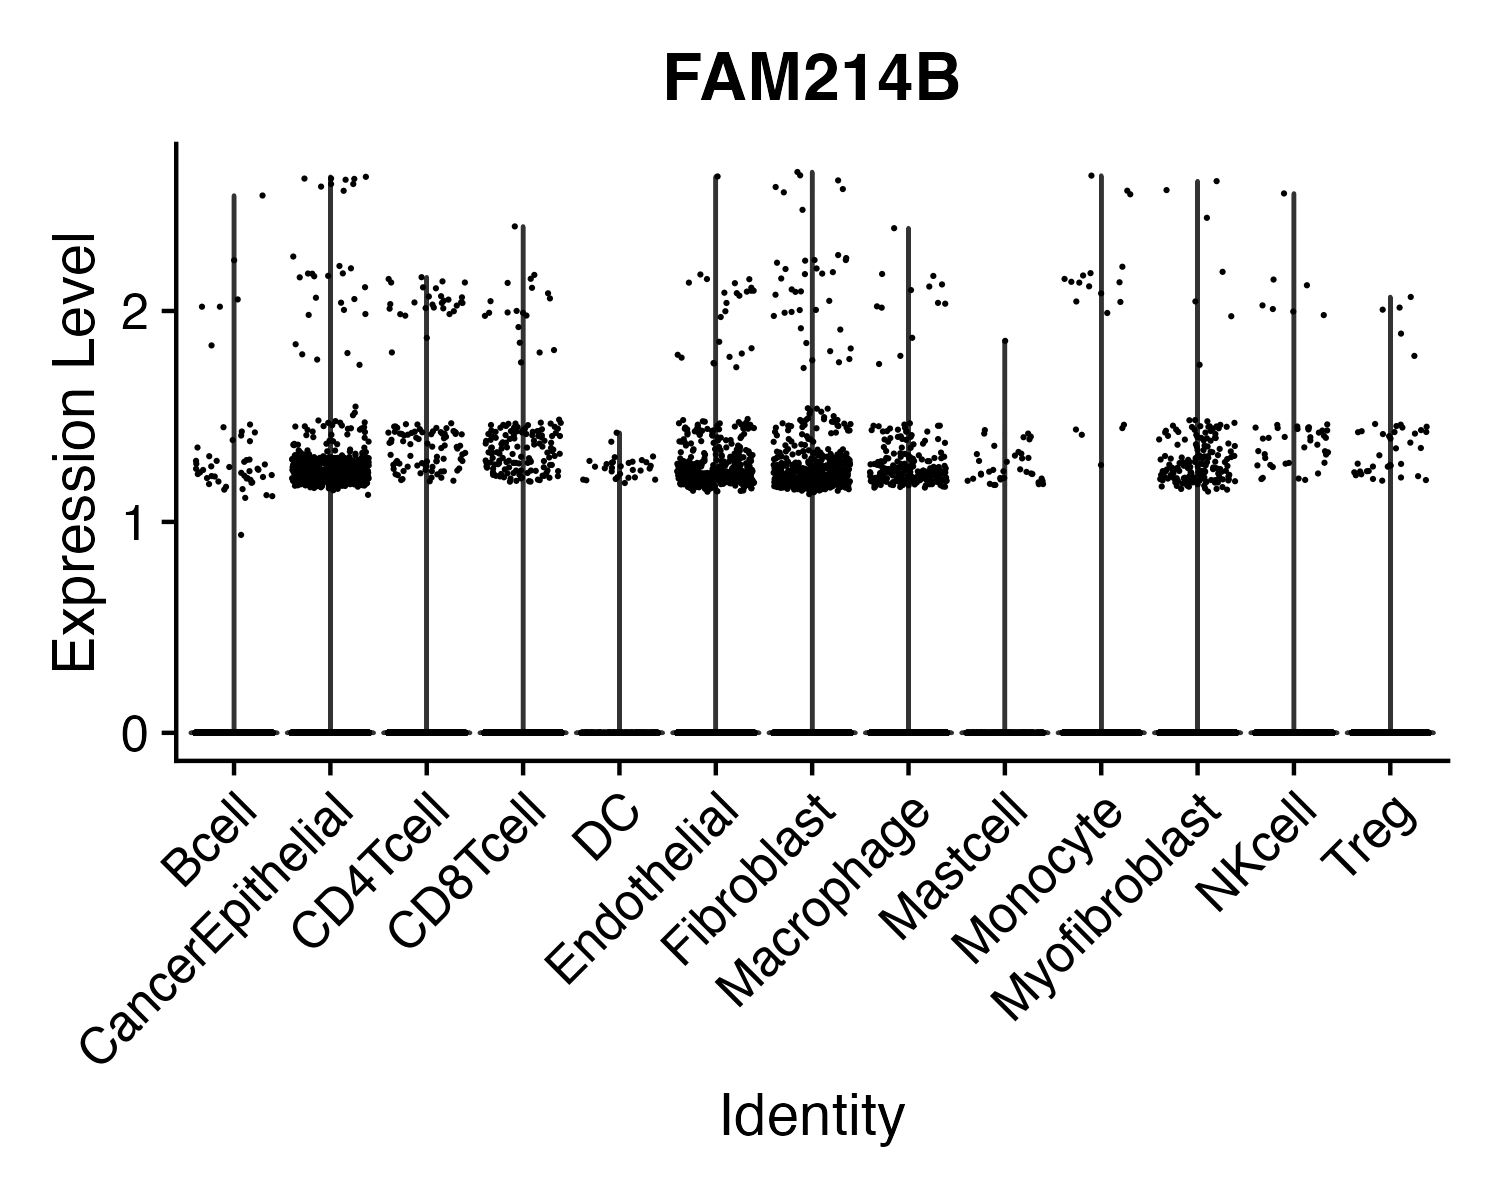 FAM214B
Expression Level
2
1
0
Bcell
CancerEpithelial
CD4Tcell
CD8Tcell
DC
Endothelial
Fibroblast
Macrophage
Mastcell
Monocyte
Myofibroblast
NKcell
Treg
Identity